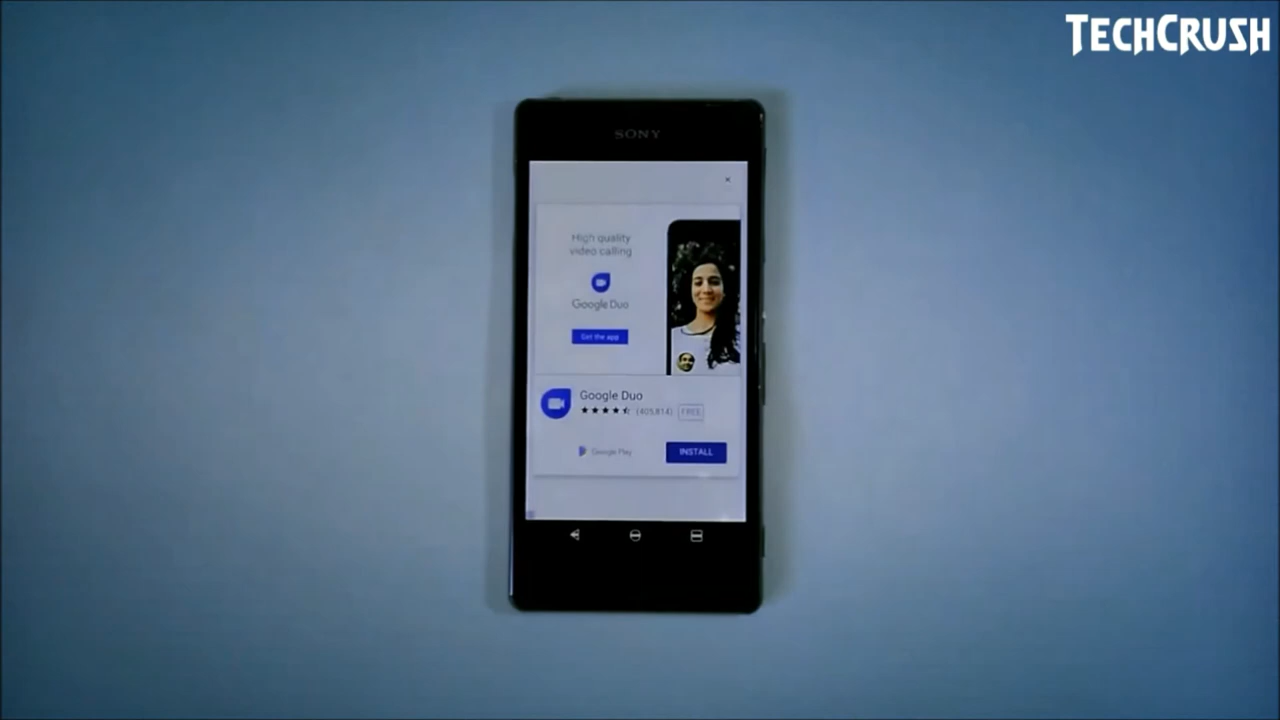 TECHCRUSH
SONY
High quality
video calling
Google Duo
Get the app
Google Duo
(405,814) FREE
Google Play
INSTALL